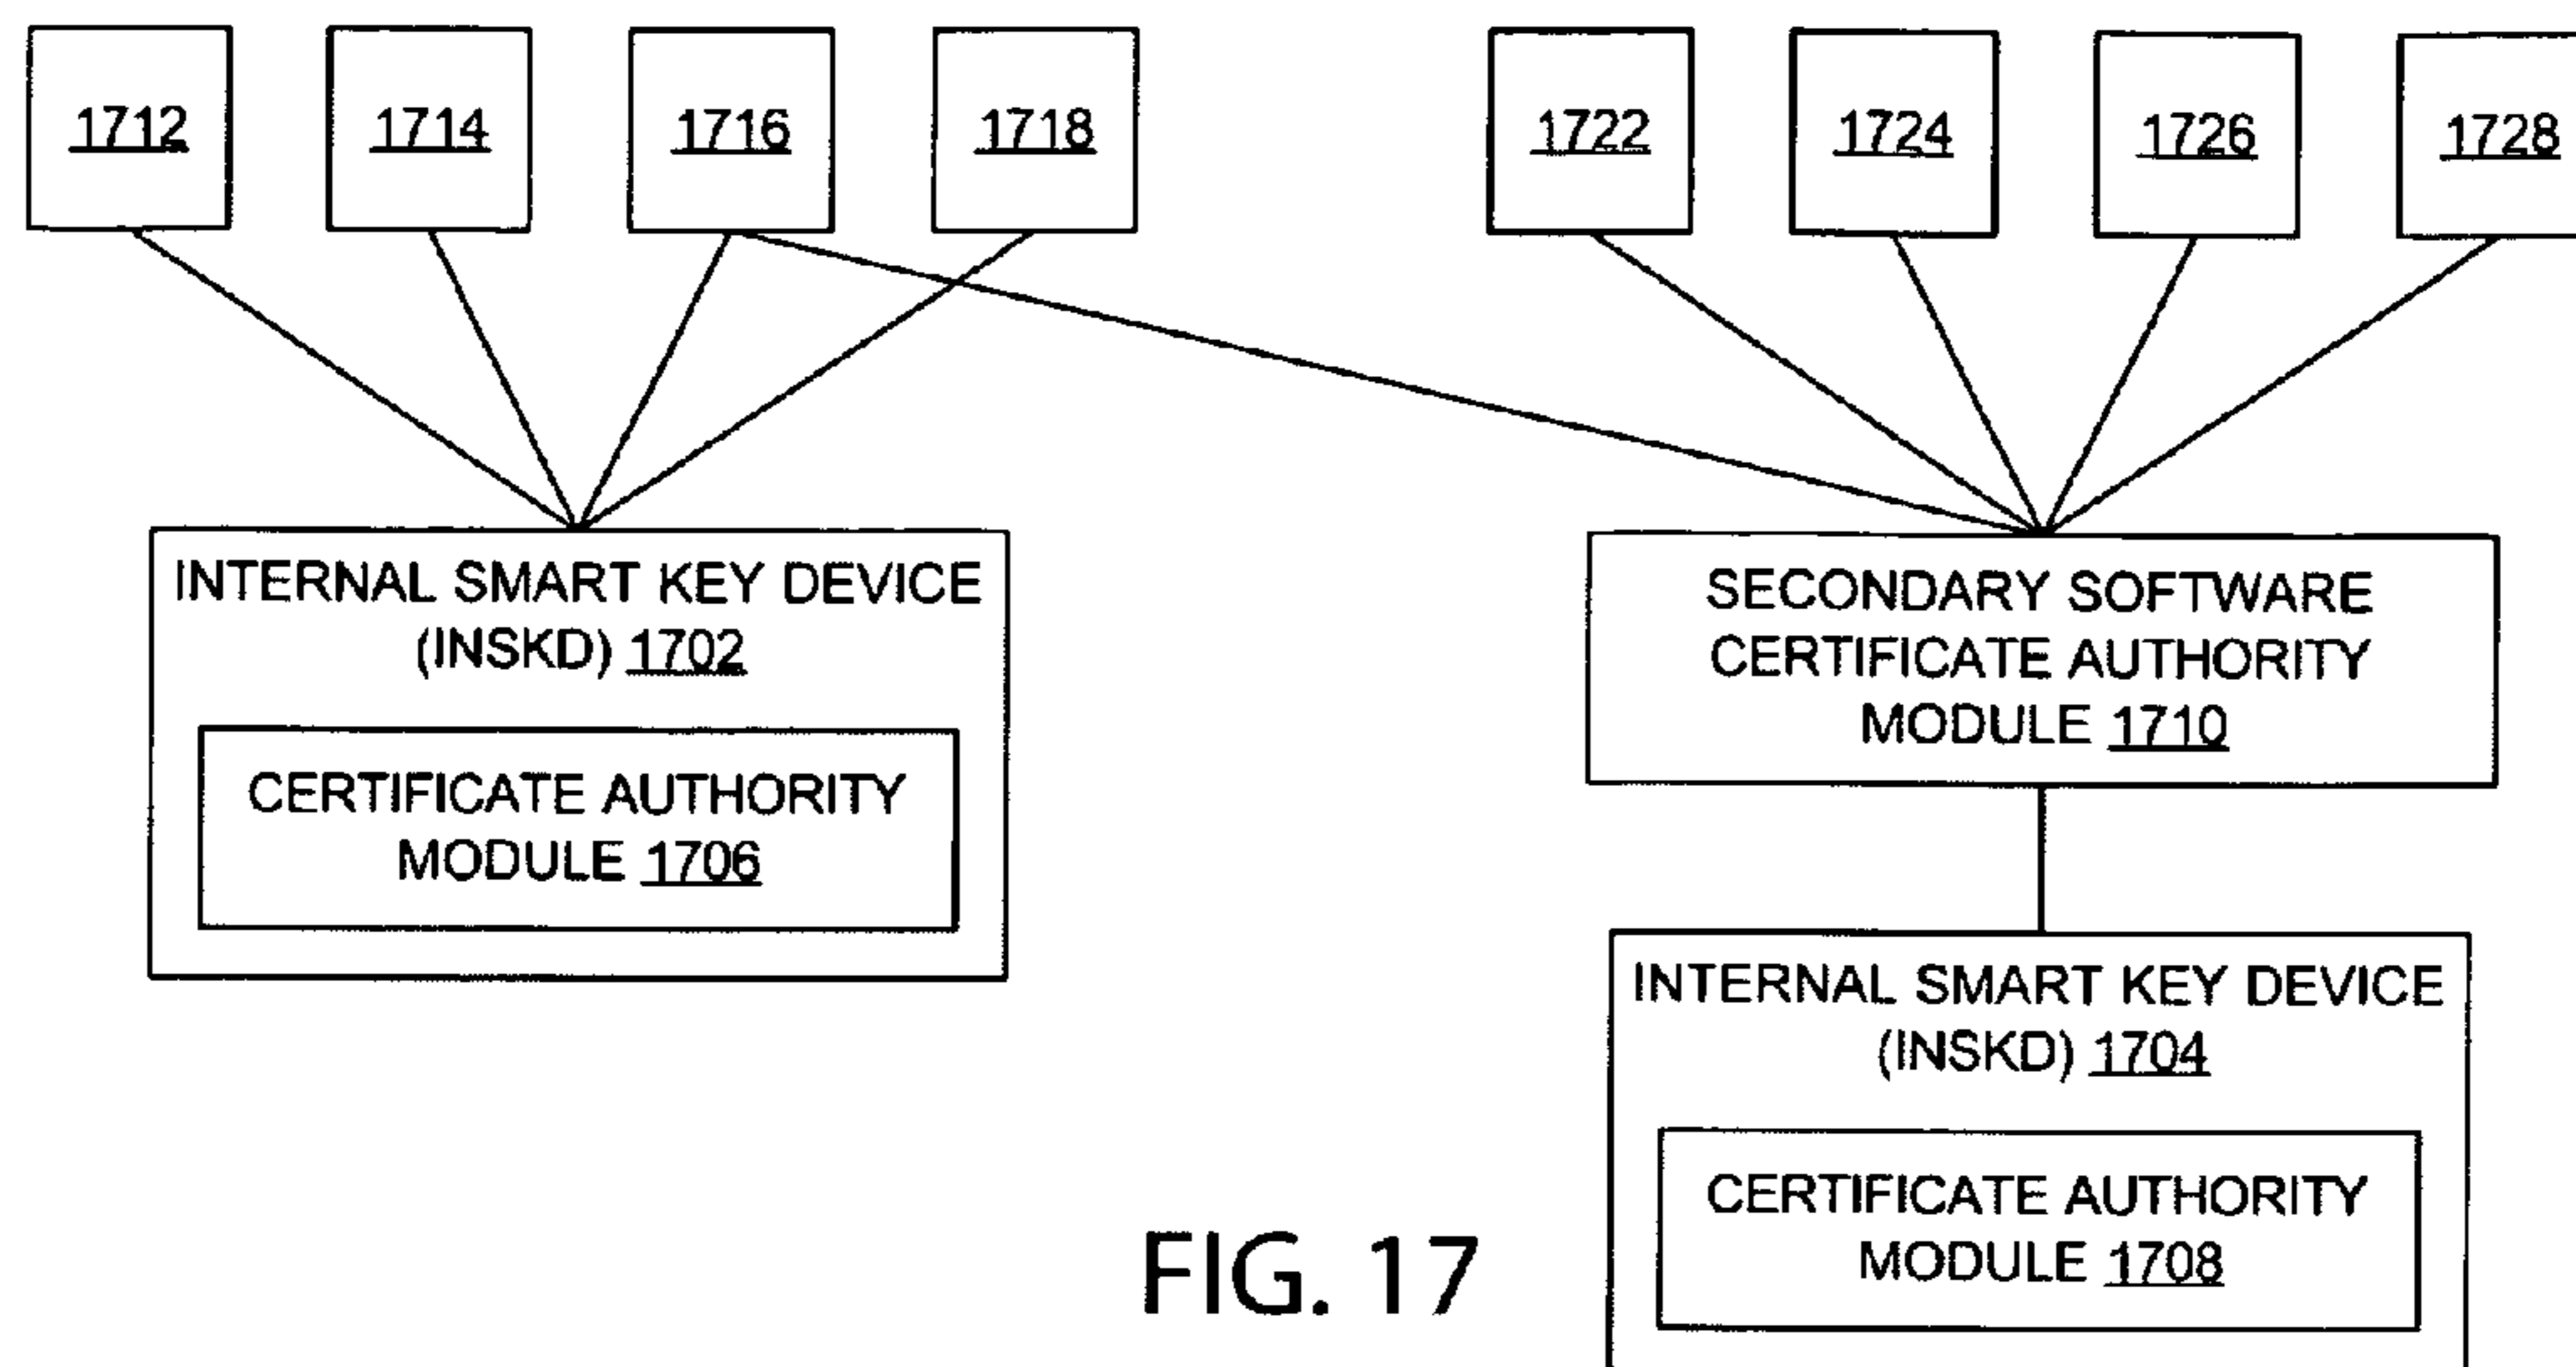 1712 1714 1716 1718 1722 1724 1726 1728
INTERNAL SMART KEY DEVICE
(INSKD) 1702
CERTIFICATE AUTHORITY
MODULE 1706
SECONDARY SOFTWARE
CERTIFICATE AUTHORITY
MODULE 1710
INTERNAL SMART KEY DEVICE
(INSKD) 1704
CERTIFICATE AUTHORITY
MODULE 1708
FIG. 17